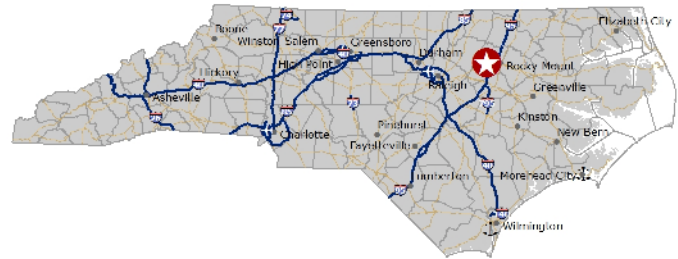 Elizabeth City
Boone
Winston Salem
Greensboro
Durham
High Point
Rocky Mount
Hickory
Raleigh
Greenville
Asheville
Kinston
Charlotte
Pinehurst
New Bern
Fayetteville
Lumberton
Morehead City
Wilmington